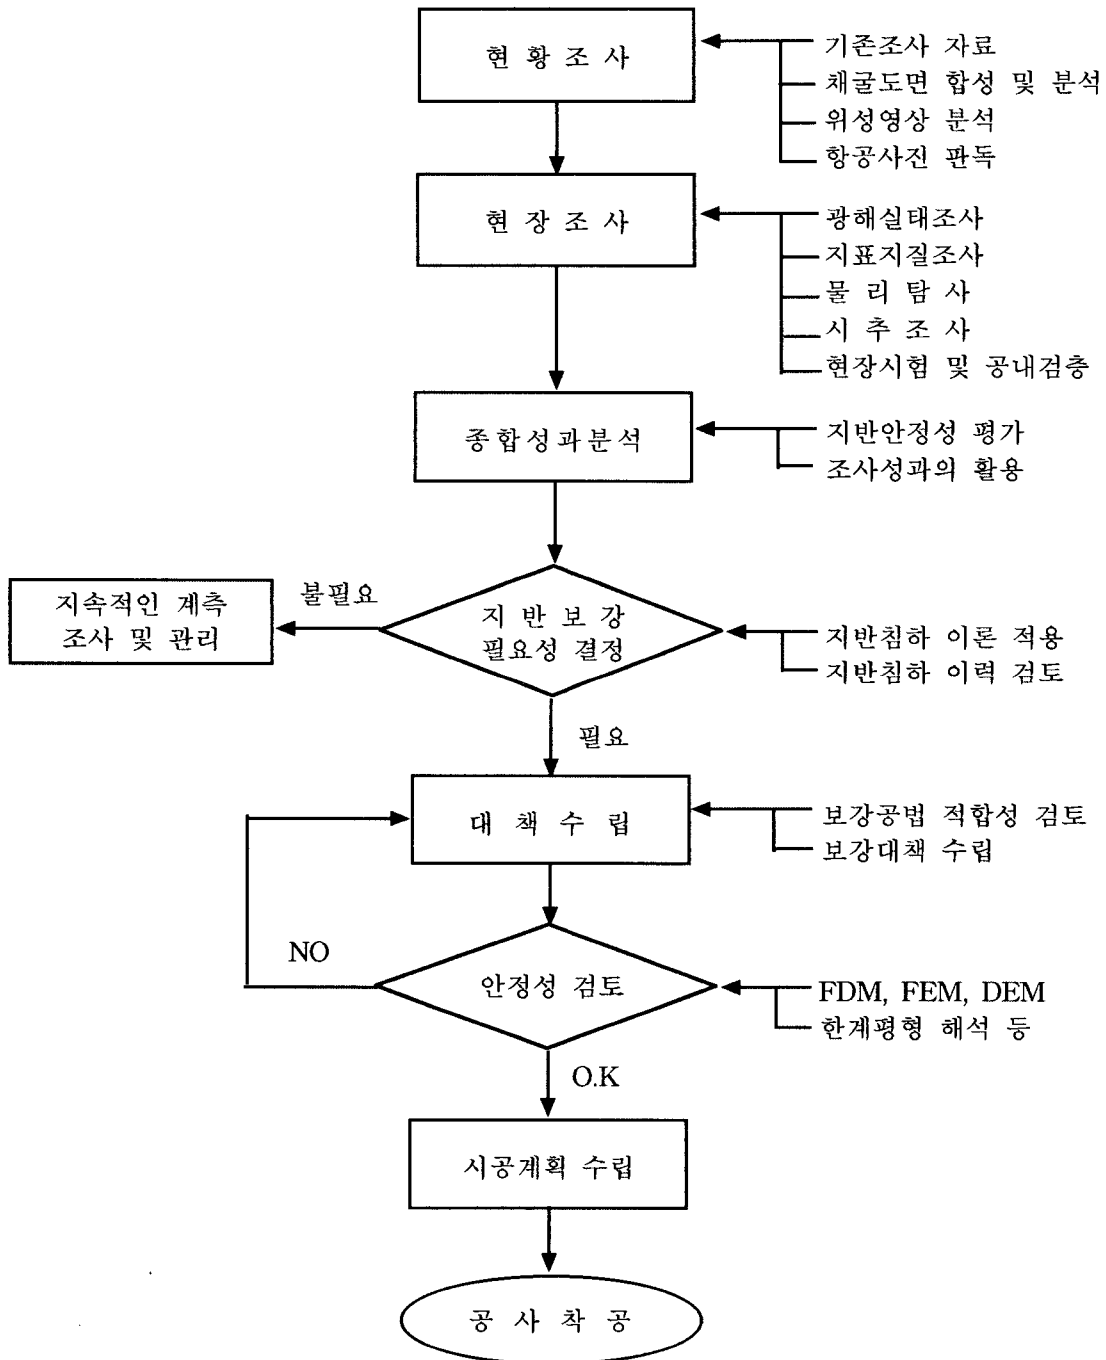 현 황 조 사
기존조사 자료
채굴도면 합성 및 분석
위성영상 분석
항공사진 판독
현 장 조 사
광해실태조사
지표지질조사
물 리 탐 사
시 추 조 사
현장시험 및 공내검층
종합성과분석
지반안정성 평가
조사성과의 활용
지속적인 계측
조사 및 관리
불필요
지 반 보 강
필요성 결정
지반침하 이론 적용
지반침하 이력 검토
필요
대 책 수 립
보강공법 적합성 검토
보강대책 수립
NO
안정성 검토
FDM, FEM, DEM
한계평형 해석 등
O.K
시공계획 수립
공 사 착 공